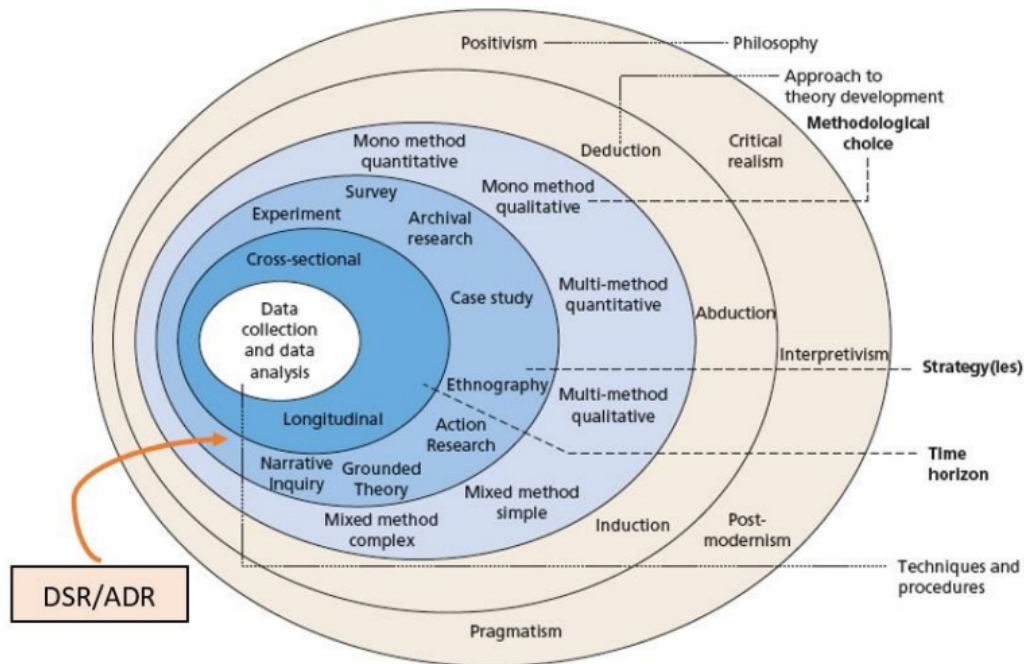 Positivism
Philosophy
Approach to
theory development
Methodological
choice
Critical
realism
Deduction
Mono method
quantitative
Mono method
qualitative
Survey
Experiment
Archival
research
Cross-sectional
Data
collection
and data
analysis
Case study
Multi-method
quantitative
Abduction
Interpretivism
Strategy(les)
Ethnography
Multi-method
qualitative
Longitudinal
Action
Research
Time
horizon
Narrative
Inquiry
Grounded
Theory
Mixed method
simple
Mixed method
complex
Induction
Post-
modernism
Techniques and
procedures
DSR/ADR
Pragmatism